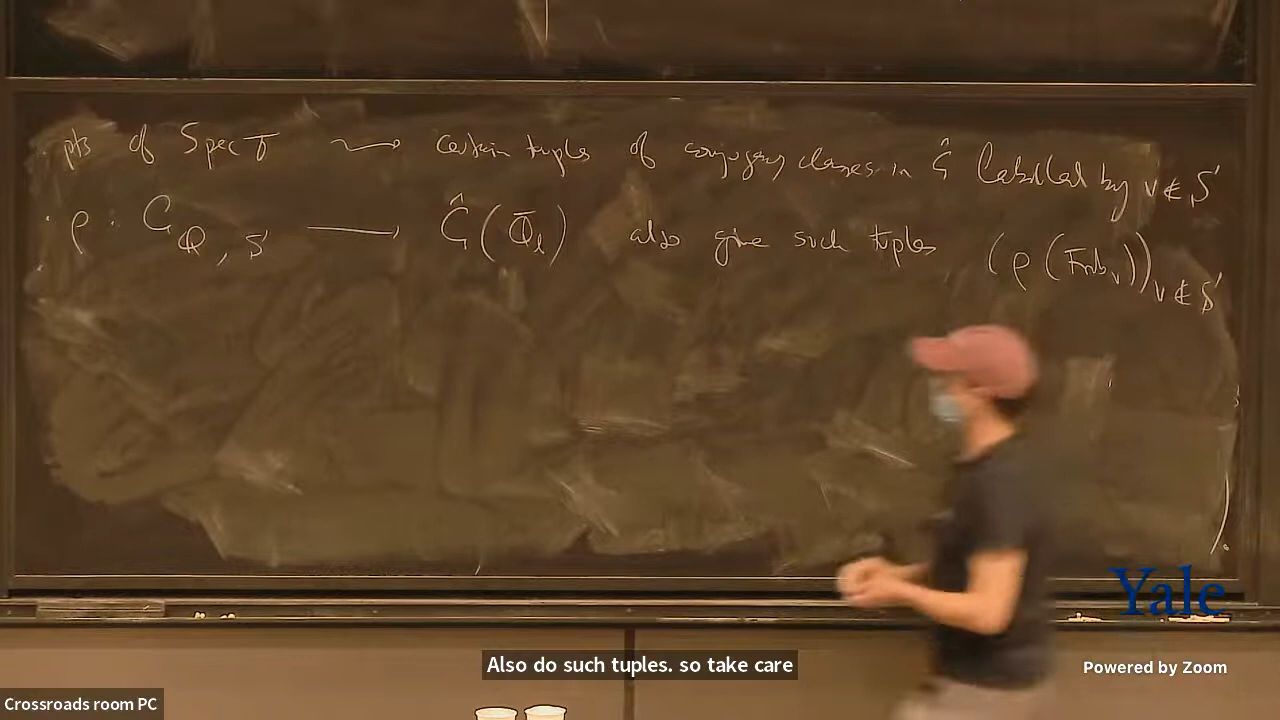 pts of Spec T ⇝ certain tuples of conjugacy classes in Ĝ labelled by v ∉ S
ρ : G_{Q, S} ⟶ Ĝ(Q̄_ℓ) also give such tuples (ρ(Frob_v))_{v ∉ S}
Yale
Also do such tuples. so take care
Powered by Zoom
Crossroads room PC